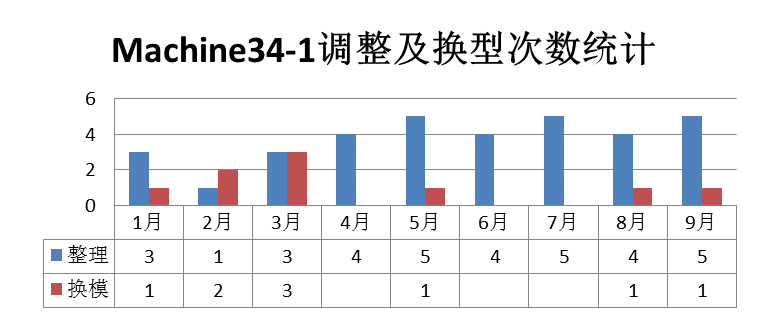 Machine34-1调整及换型次数统计
6
4
2
0
1月 2月 3月 4月 5月 6月 7月 8月 9月
整理 3 1 3 4 5 4 5 4 5
换模 1 2 3 1 1 1